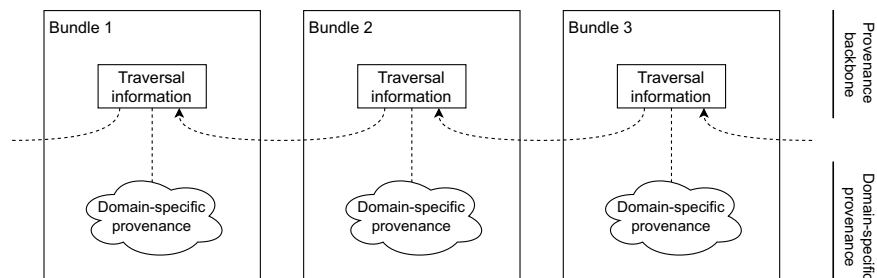 Bundle 1
Bundle 2
Bundle 3
Traversal
information
Traversal
information
Traversal
information
Domain-specific
provenance
Domain-specific
provenance
Domain-specific
provenance
Provenance
backbone
Domain-specific
provenance